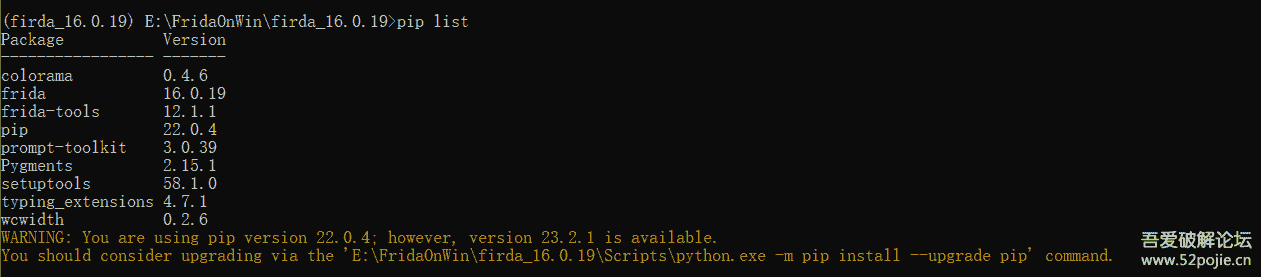 (firda_16.0.19) E:\FridaOnWin\firda_16.0.19>pip list
Package           Version
----------------- -------
colorama          0.4.6
frida             16.0.19
frida-tools       12.1.1
pip               22.0.4
prompt-toolkit    3.0.39
Pygments          2.15.1
setuptools        58.1.0
typing_extensions 4.7.1
wcwidth           0.2.6
WARNING: You are using pip version 22.0.4; however, version 23.2.1 is available.
You should consider upgrading via the 'E:\FridaOnWin\firda_16.0.19\Scripts\python.exe -m pip install --upgrade pip' command.
吾爱破解论坛
www.52pojie.cn